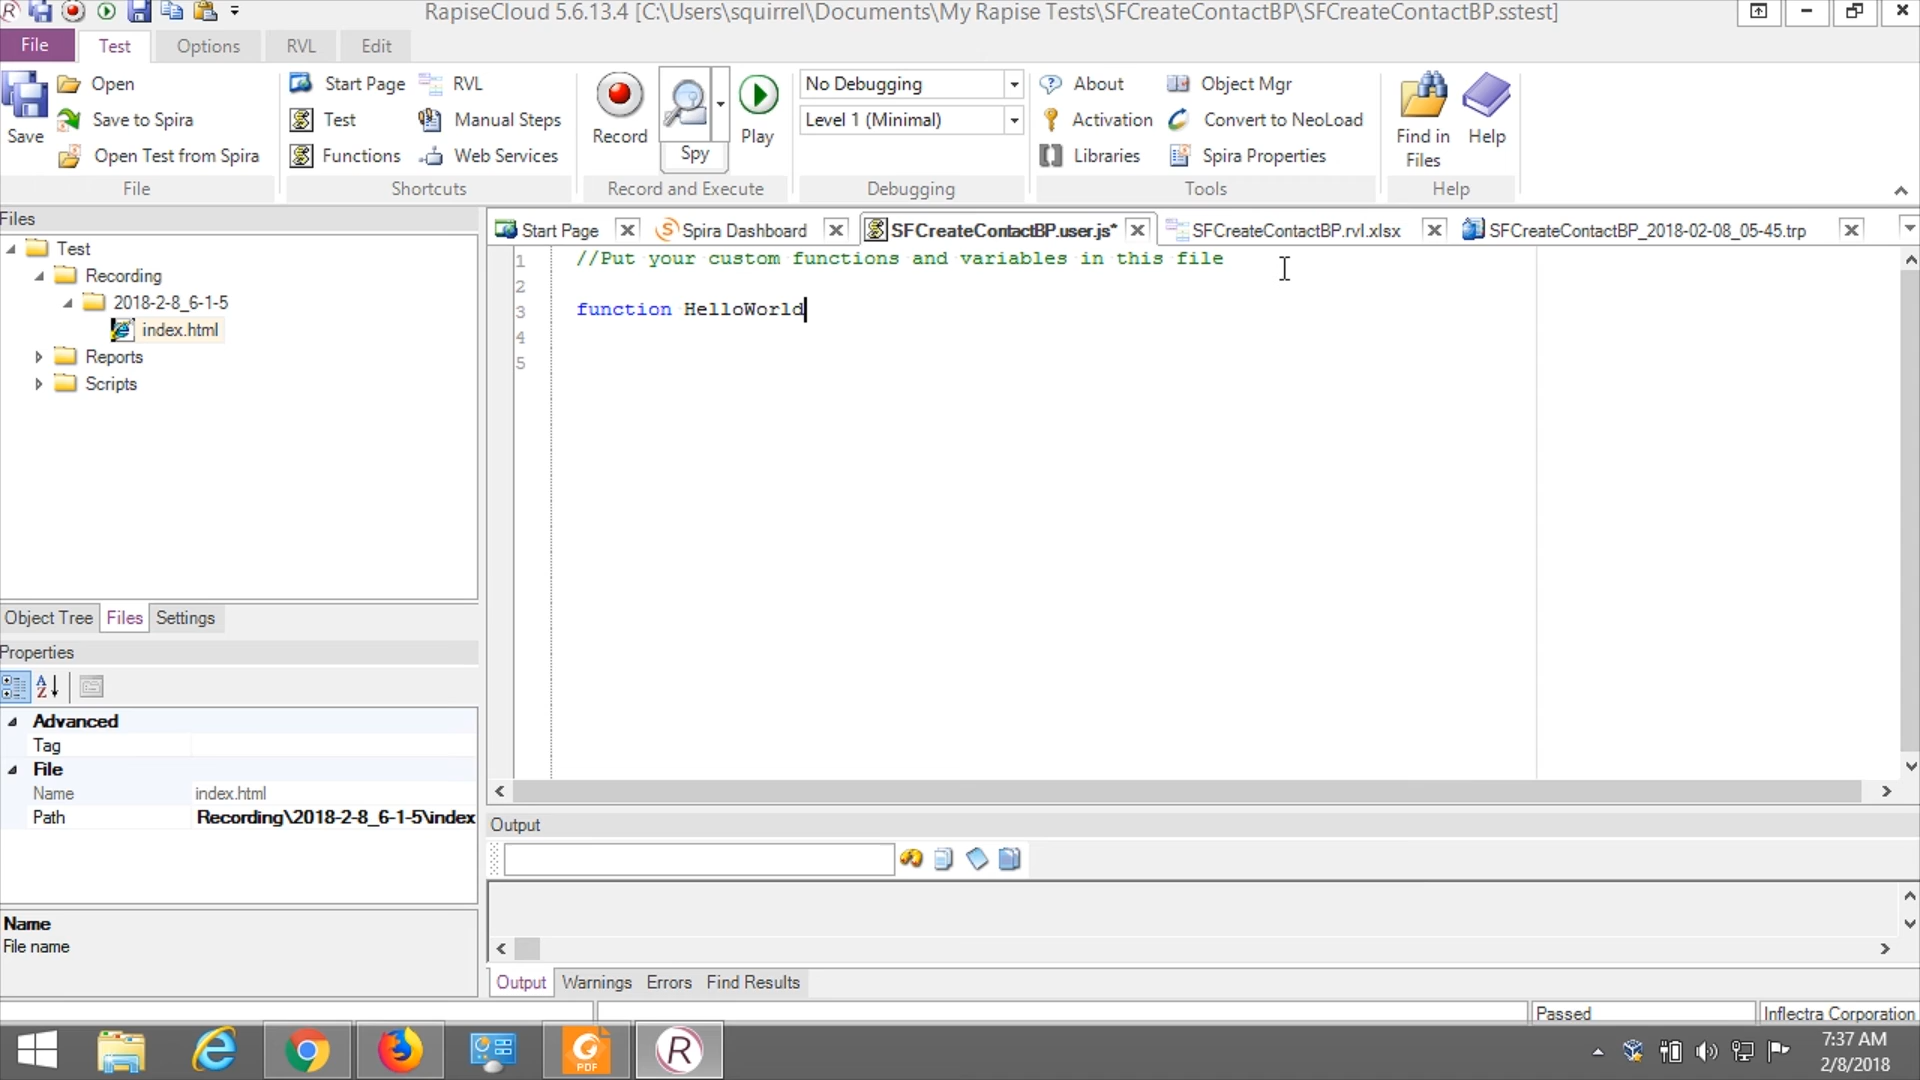 RapiseCloud 5.6.13.4 [C:\Users\squirrel\Documents\My Rapise Tests\SFCreateContactBP\SFCreateContactBP.sstest]
File
Test
Options
RVL
Edit
Save
Open
Save to Spira
Open Test from Spira
File
Start Page
Test
Functions
RVL
Manual Steps
Web Services
Shortcuts
Record
Spy
Play
Record and Execute
No Debugging
Level 1 (Minimal)
Debugging
About
Activation
Libraries
Object Mgr
Convert to NeoLoad
Spira Properties
Tools
Find in
Files
Help
Help
Files
Test
Recording
2018-2-8_6-1-5
index.html
Reports
Scripts
Object Tree
Files
Settings
Properties
Advanced
Tag
File
Name index.html
Path Recording\2018-2-8_6-1-5\index
Name
File name
Start Page
Spira Dashboard
SFCreateContactBP.user.js*
SFCreateContactBP.rvl.xlsx
SFCreateContactBP_2018-02-08_05-45.trp
1 //Put your custom functions and variables in this file
2
3 function HelloWorld
4
5
Output
Output
Warnings
Errors
Find Results
Passed
Inflectra Corporation
PDF
R
7:37 AM
2/8/2018